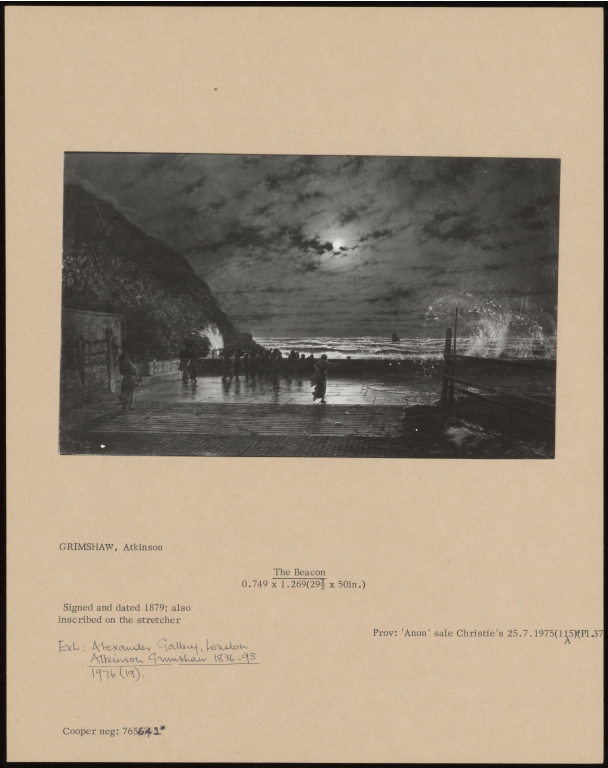 GRIMSHAW, Atkinson
The Beacon
0.749 x 1.269(29½ x 50in.)
Signed and dated 1879; also
inscribed on the stretcher
Prov: 'Anon' sale Christie's 25.7.1975(115)(Pl.37
A
Exh: Alexander Gallery, London
Atkinson Grimshaw 1836-93
1976 (19).
Cooper neg: 765642*